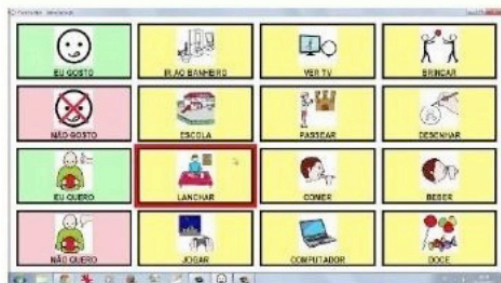 EU GOSTO
IR AO BANHEIRO
VER TV
BRINCAR
NÃO GOSTO
ESCOLA
PASSEAR
DESENHAR
EU QUERO
LANCHAR
COMER
BEBER
NÃO QUERO
JOGAR
COMPUTADOR
DOCE